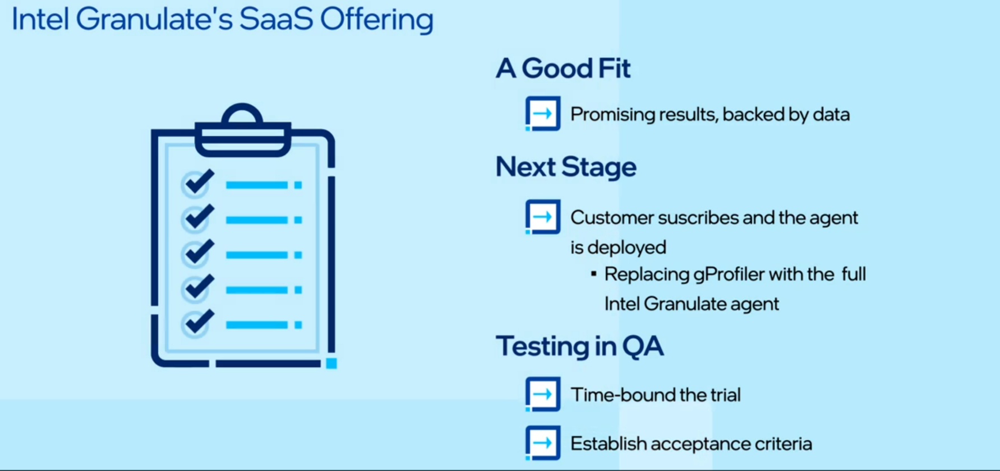 Intel Granulate's SaaS Offering
A Good Fit
Promising results, backed by data
Next Stage
Customer suscribes and the agent
is deployed
▪ Replacing gProfiler with the full
Intel Granulate agent
Testing in QA
Time-bound the trial
Establish acceptance criteria